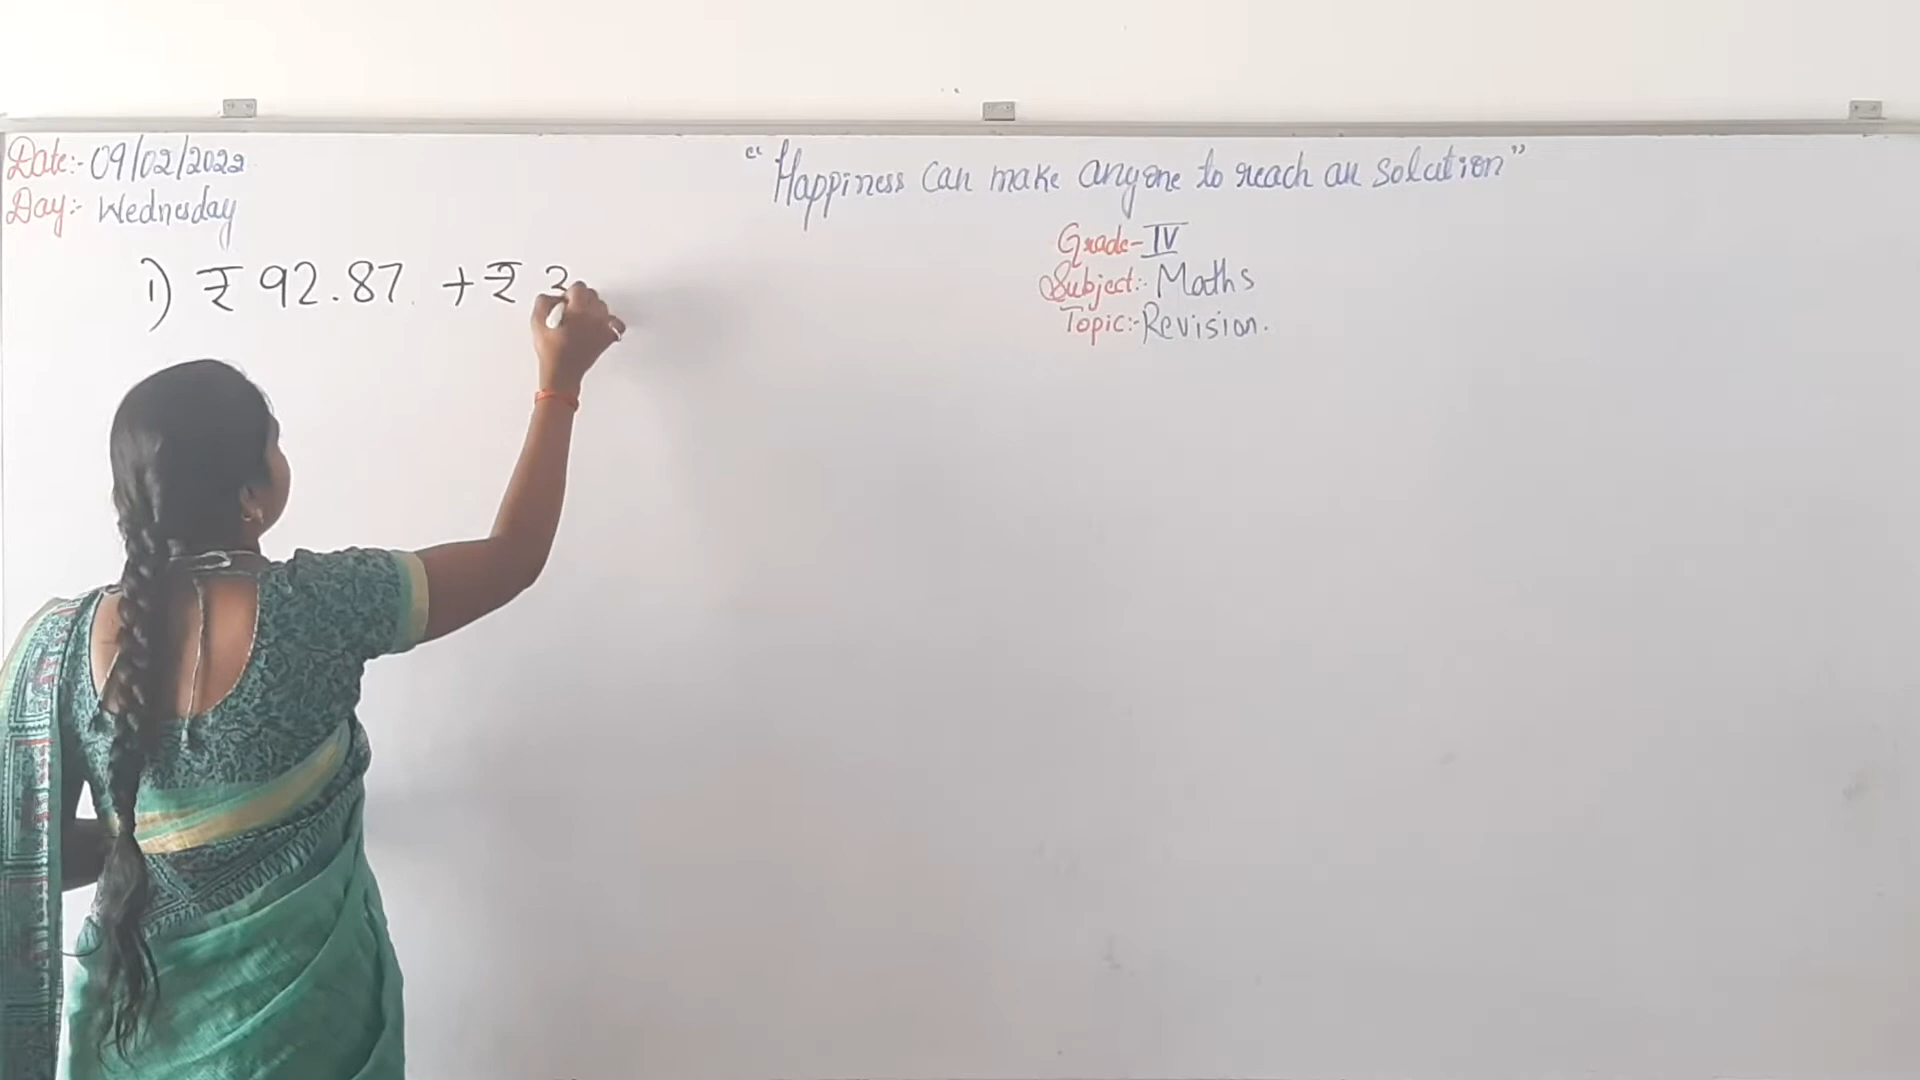 Date:- 09/02/2022
Day:- Wednesday
"Happiness can make anyone to reach an solution"
Grade- IV
Subject:- Maths
Topic:- Revision.
i) ₹ 92.87 + ₹ 3